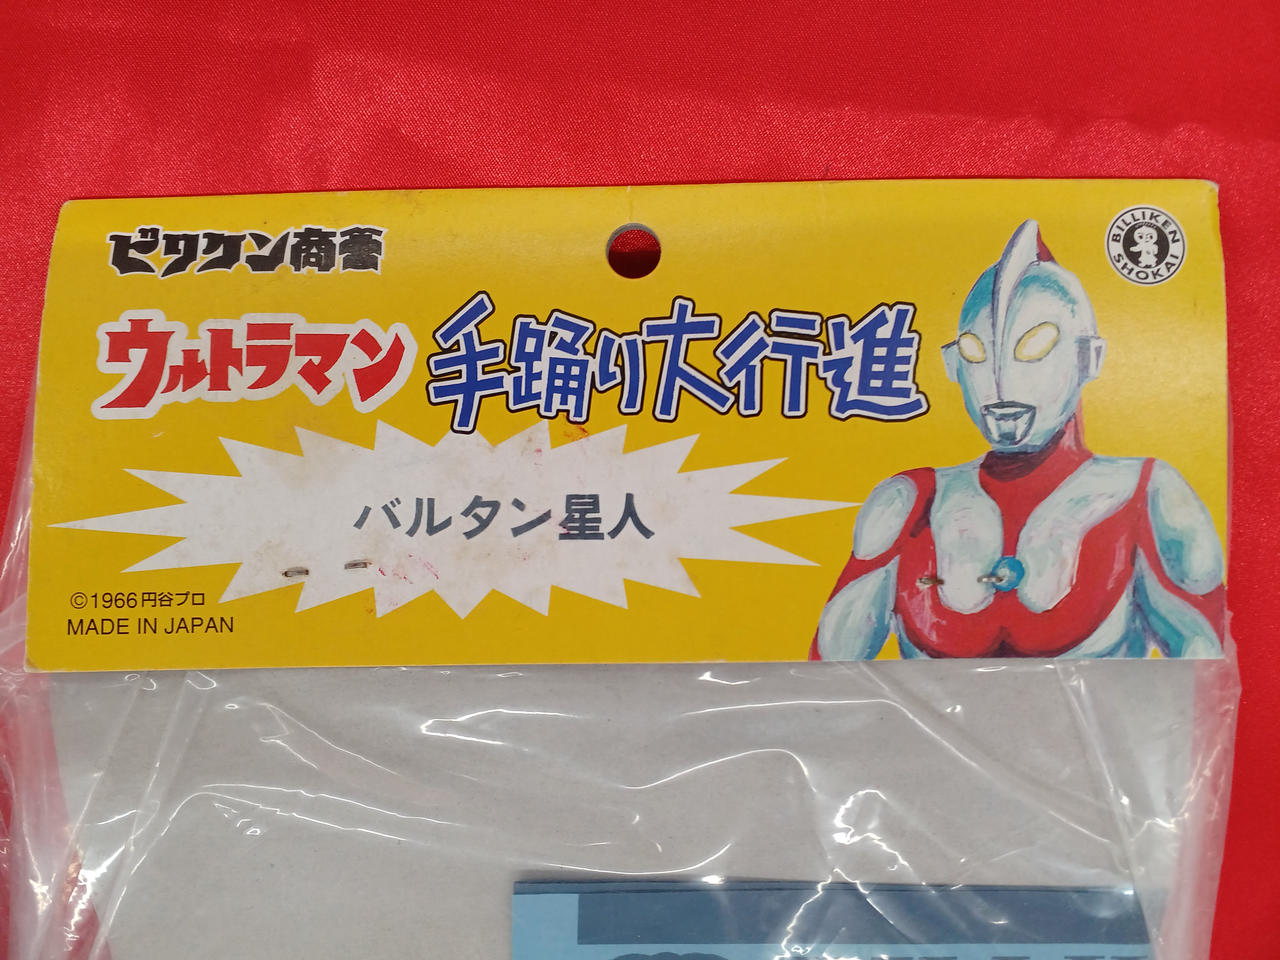 ビリケン商會
BILLIKEN SHOKAI
ウルトラマン 手踊り大行進
バルタン星人
©1966円谷プロ
MADE IN JAPAN